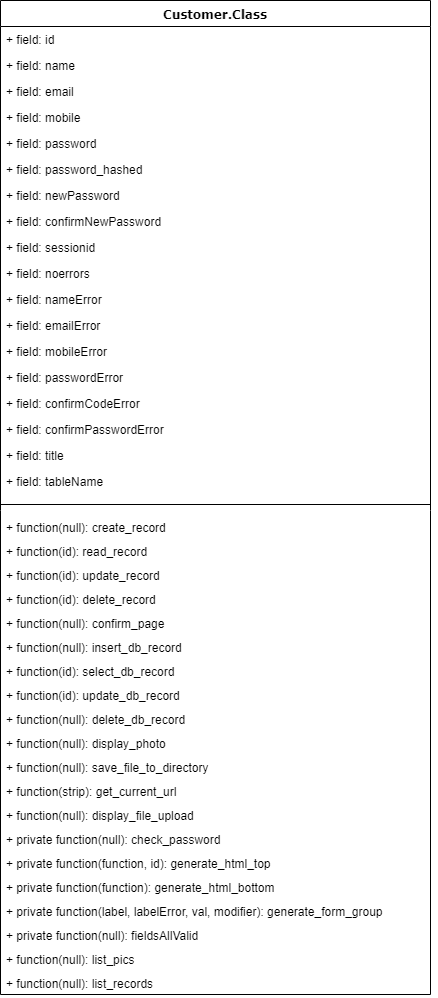 Customer.Class
+ field: id
+ field: name
+ field: email
+ field: mobile
+ field: password
+ field: password_hashed
+ field: newPassword
+ field: confirmNewPassword
+ field: sessionid
+ field: noerrors
+ field: nameError
+ field: emailError
+ field: mobileError
+ field: passwordError
+ field: confirmCodeError
+ field: confirmPasswordError
+ field: title
+ field: tableName
+ function(null): create_record
+ function(id): read_record
+ function(id): update_record
+ function(id): delete_record
+ function(null): confirm_page
+ function(null): insert_db_record
+ function(id): select_db_record
+ function(id): update_db_record
+ function(null): delete_db_record
+ function(null): display_photo
+ function(null): save_file_to_directory
+ function(strip): get_current_url
+ function(null): display_file_upload
+ private function(null): check_password
+ private function(function, id): generate_html_top
+ private function(function): generate_html_bottom
+ private function(label, labelError, val, modifier): generate_form_group
+ private function(null): fieldsAllValid
+ function(null): list_pics
+ function(null): list_records